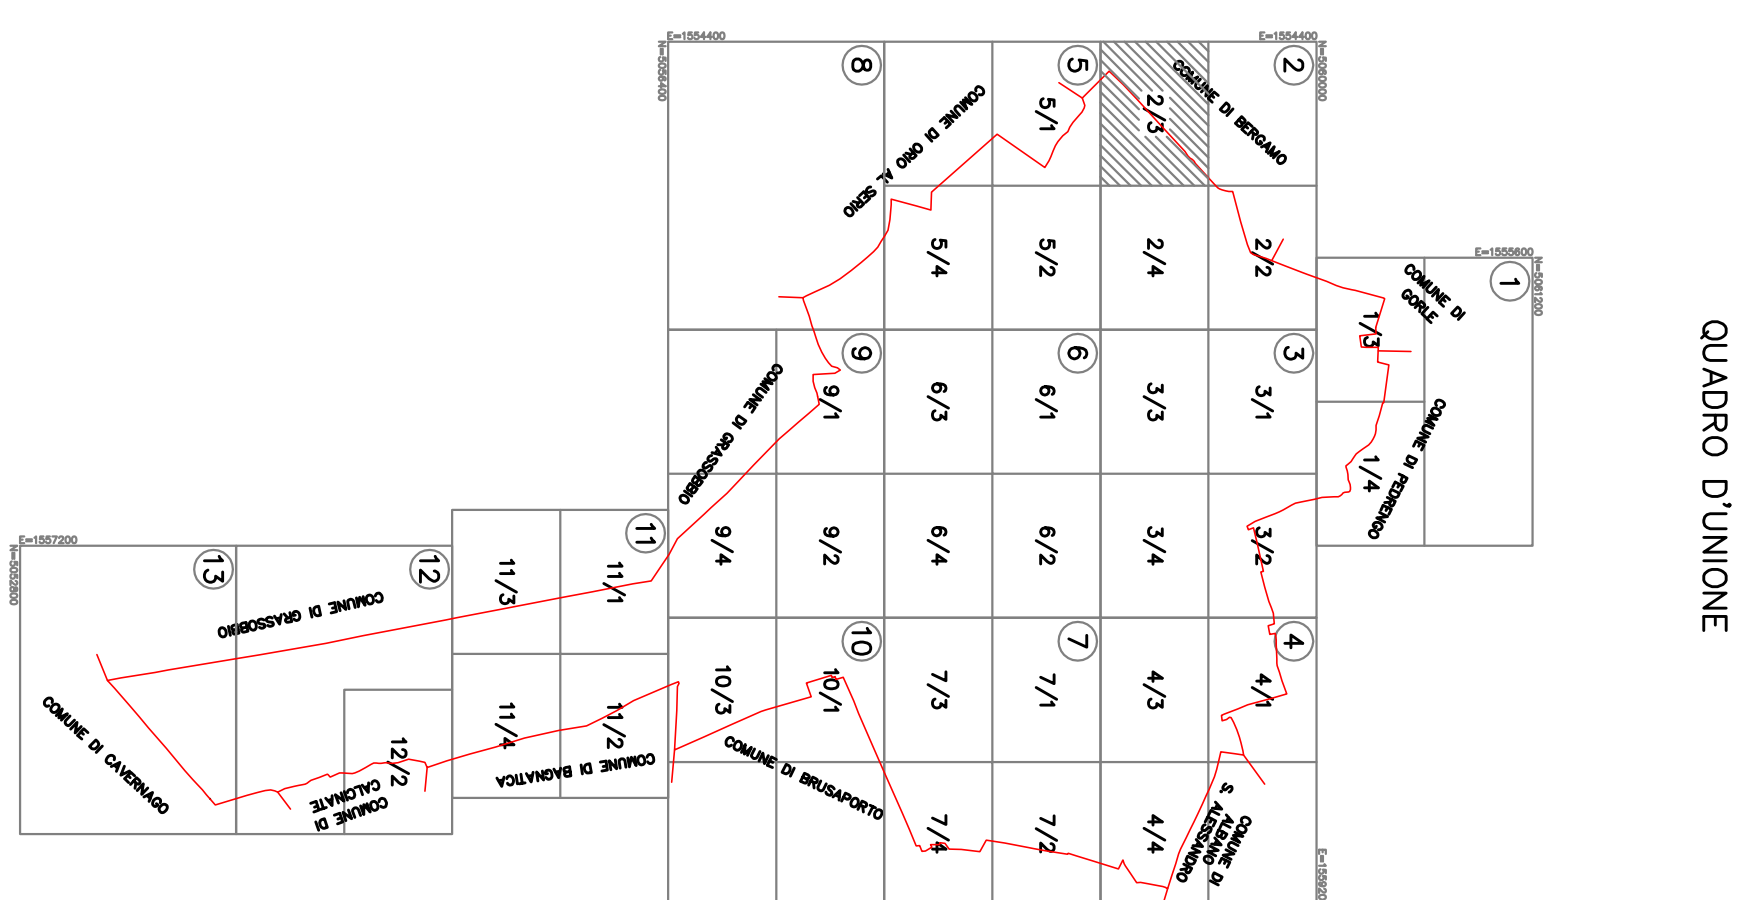 QUADRO D'UNIONE
E=1555600
N=5061200
1
COMUNE DI
GORLE
1/3
COMUNE DI PEDRENGO
1/4
E=1554400
N=5060000
2
COMUNE DI BERGAMO
2/2
2/3
2/4
3
3/1
3/2
3/3
3/4
4
4/1
4/3
4/4
COMUNE DI
S. ALBANO
ALESSANDRO
5
5/1
5/2
5/4
6
6/1
6/2
6/3
6/4
7
7/1
7/2
7/3
7/4
E=1554400
N=5056400
8
COMUNE DI ORIO AL SERIO
9
9/1
9/2
9/4
COMUNE DI GRASSOBBIO
10
10/1
10/3
COMUNE DI BRUSAPORTO
11
11/1
11/2
11/3
11/4
COMUNE DI BAGNATICA
12
12/2
COMUNE DI
CALCINATE
COMUNE DI GRASSOBBIO
13
COMUNE DI CAVERNAGO
E=1557200
N=5052800